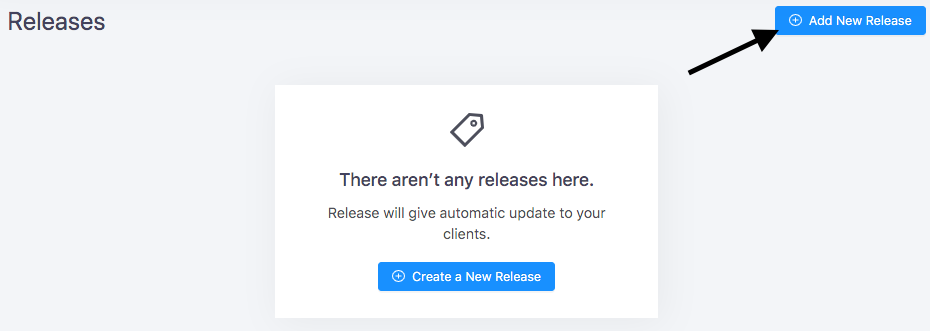 Releases
Add New Release
There aren't any releases here.
Release will give automatic update to your
clients.
Create a New Release